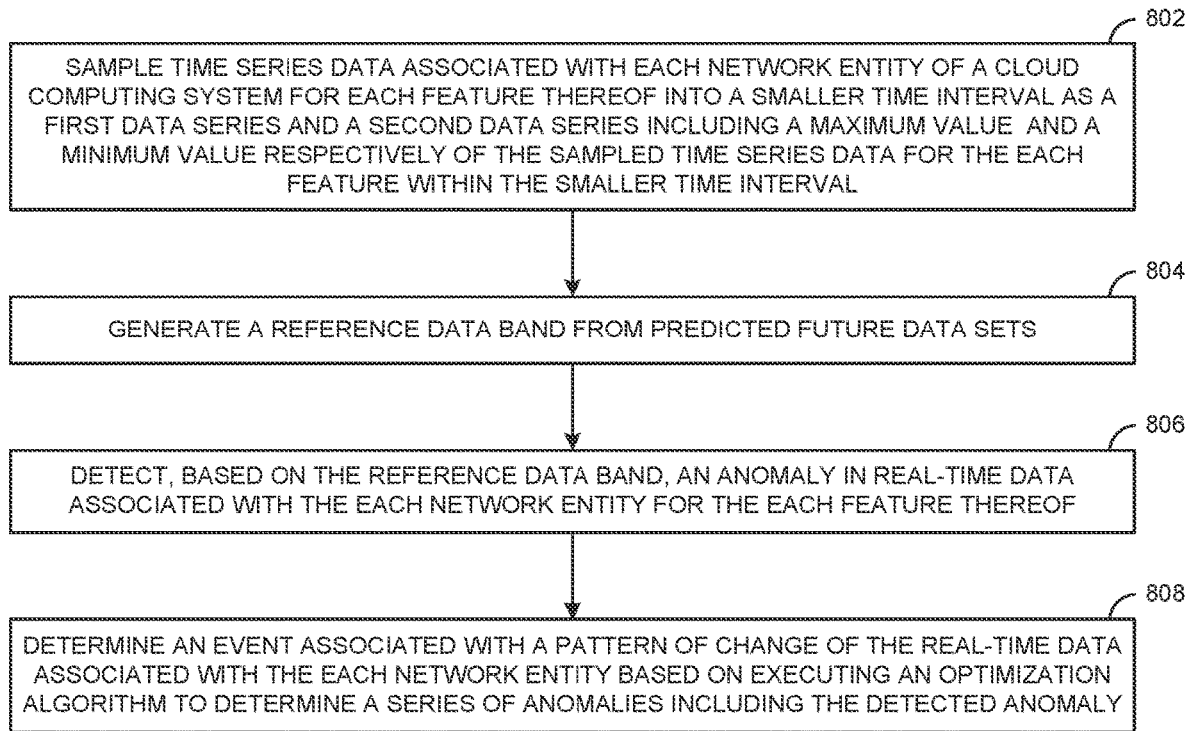 802
SAMPLE TIME SERIES DATA ASSOCIATED WITH EACH NETWORK ENTITY OF A CLOUD
COMPUTING SYSTEM FOR EACH FEATURE THEREOF INTO A SMALLER TIME INTERVAL AS A
FIRST DATA SERIES AND A SECOND DATA SERIES INCLUDING A MAXIMUM VALUE AND A
MINIMUM VALUE RESPECTIVELY OF THE SAMPLED TIME SERIES DATA FOR THE EACH
FEATURE WITHIN THE SMALLER TIME INTERVAL
804
GENERATE A REFERENCE DATA BAND FROM PREDICTED FUTURE DATA SETS
806
DETECT, BASED ON THE REFERENCE DATA BAND, AN ANOMALY IN REAL-TIME DATA
ASSOCIATED WITH THE EACH NETWORK ENTITY FOR THE EACH FEATURE THEREOF
808
DETERMINE AN EVENT ASSOCIATED WITH A PATTERN OF CHANGE OF THE REAL-TIME DATA
ASSOCIATED WITH THE EACH NETWORK ENTITY BASED ON EXECUTING AN OPTIMIZATION
ALGORITHM TO DETERMINE A SERIES OF ANOMALIES INCLUDING THE DETECTED ANOMALY